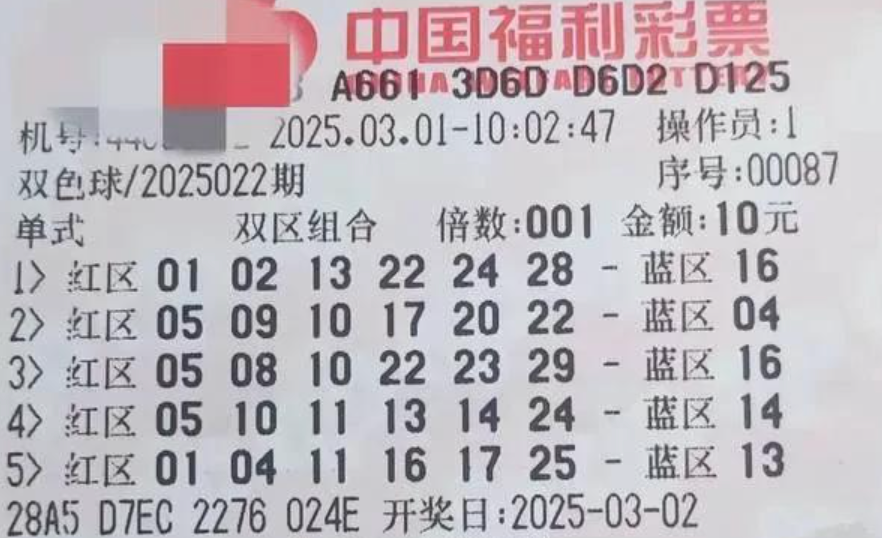 中国福利彩票
A661 3D6D D6D2 D125
机号: 2025.03.01-10:02:47 操作员:1
双色球/2025022期 序号:00087
单式 双区组合 倍数:001 金额:10元
1> 红区 01 02 13 22 24 28 - 蓝区 16
2> 红区 05 09 10 17 20 22 - 蓝区 04
3> 红区 05 08 10 22 23 29 - 蓝区 16
4> 红区 05 10 11 13 14 24 - 蓝区 14
5> 红区 01 04 11 16 17 25 - 蓝区 13
28A5 D7EC 2276 024E 开奖日:2025-03-02